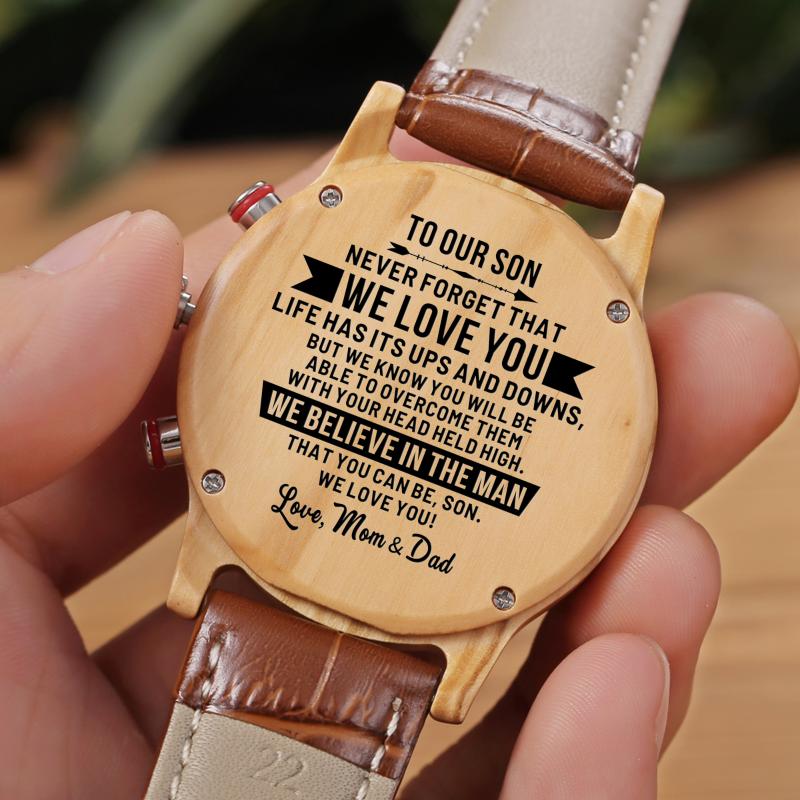 TO OUR SON
NEVER FORGET THAT
WE LOVE YOU
LIFE HAS ITS UPS AND DOWNS,
BUT WE KNOW YOU WILL BE
ABLE TO OVERCOME THEM
WITH YOUR HEAD HELD HIGH.
WE BELIEVE IN THE MAN
THAT YOU CAN BE, SON.
WE LOVE YOU!
Love, Mom & Dad
22